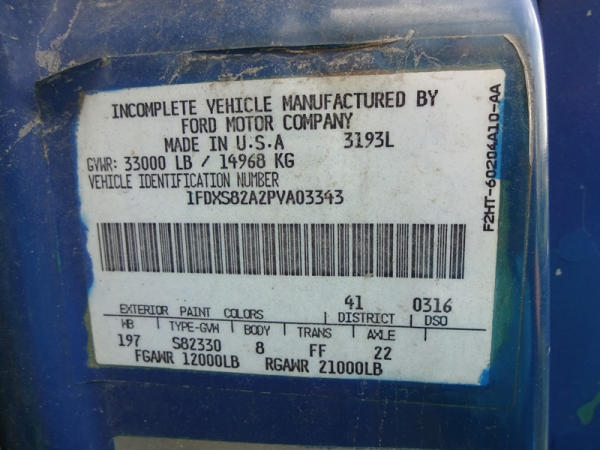 INCOMPLETE VEHICLE MANUFACTURED BY
FORD MOTOR COMPANY
MADE IN U.S.A 3193L
GVWR: 33000 LB / 14968 KG
VEHICLE IDENTIFICATION NUMBER
1FDXS82A2PVA03343
41 0316
EXTERIOR PAINT COLORS DISTRICT DSO
WB TYPE-GVW BODY TRANS AXLE
197 S82330 8 FF 22
FGAWR 12000LB RGAWR 21000LB
F2HT-60204A10-AA